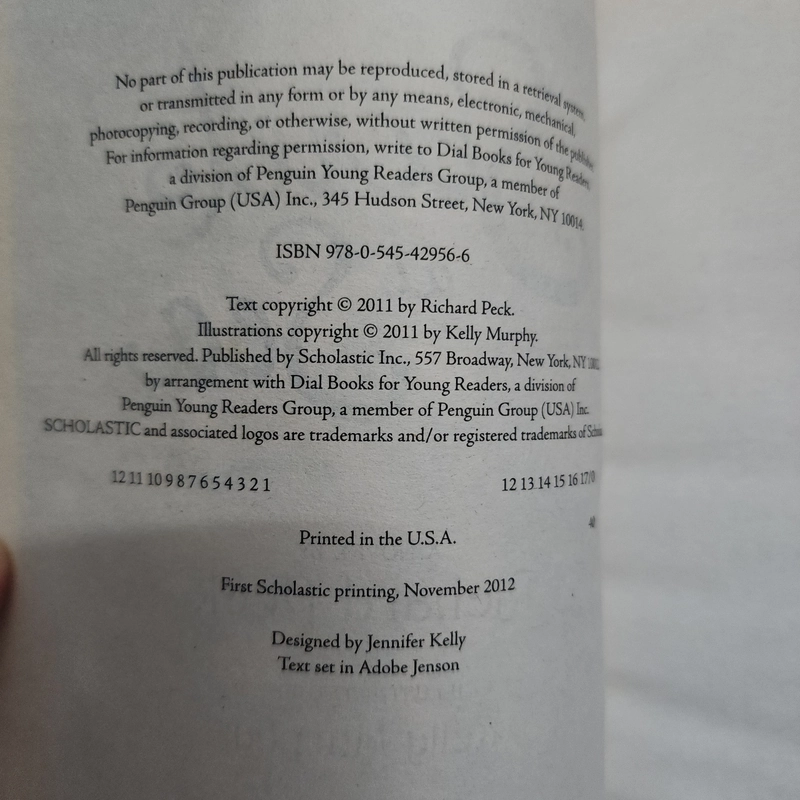 No part of this publication may be reproduced, stored in a retrieval system,
or transmitted in any form or by any means, electronic, mechanical,
photocopying, recording, or otherwise, without written permission of the publisher.
For information regarding permission, write to Dial Books for Young Readers,
a division of Penguin Young Readers Group, a member of
Penguin Group (USA) Inc., 345 Hudson Street, New York, NY 10014.
ISBN 978-0-545-42956-6
Text copyright © 2011 by Richard Peck.
Illustrations copyright © 2011 by Kelly Murphy.
All rights reserved. Published by Scholastic Inc., 557 Broadway, New York, NY
by arrangement with Dial Books for Young Readers, a division of
Penguin Young Readers Group, a member of Penguin Group (USA) Inc.
SCHOLASTIC and associated logos are trademarks and/or registered trademarks of
12 11 10 9 8 7 6 5 4 3 2 1 12 13 14 15 16 17/0
40
Printed in the U.S.A.
First Scholastic printing, November 2012
Designed by Jennifer Kelly
Text set in Adobe Jenson